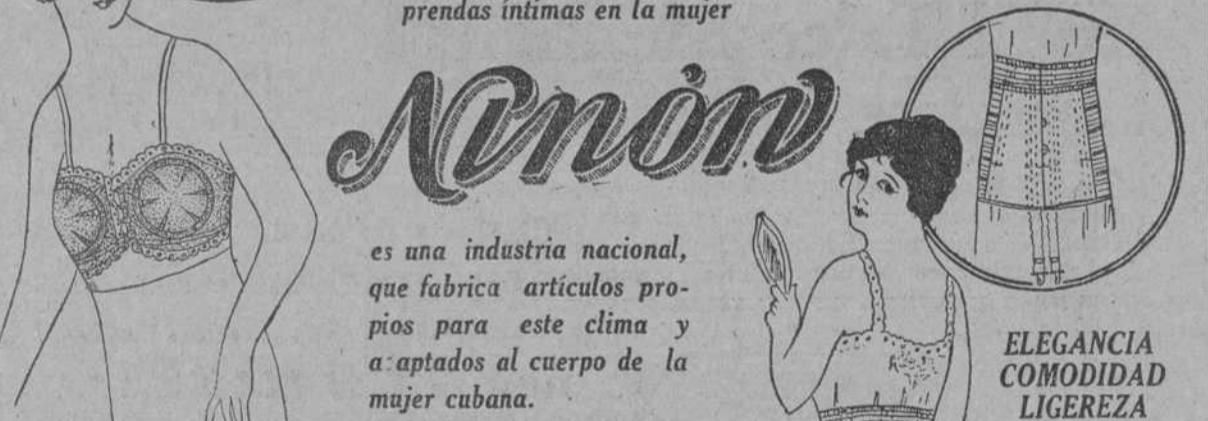 prendas íntimas en la mujer
Ninón
es una industria nacional,
que fabrica artículos pro-
pios para este clima y
a:aptados al cuerpo de la
mujer cubana.
ELEGANCIA
COMODIDAD
LIGEREZA